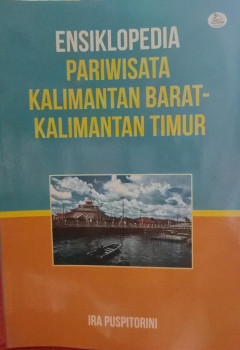 ENSIKLOPEDIA
PARIWISATA
KALIMANTAN BARAT-
KALIMANTAN TIMUR
IRA PUSPITORINI